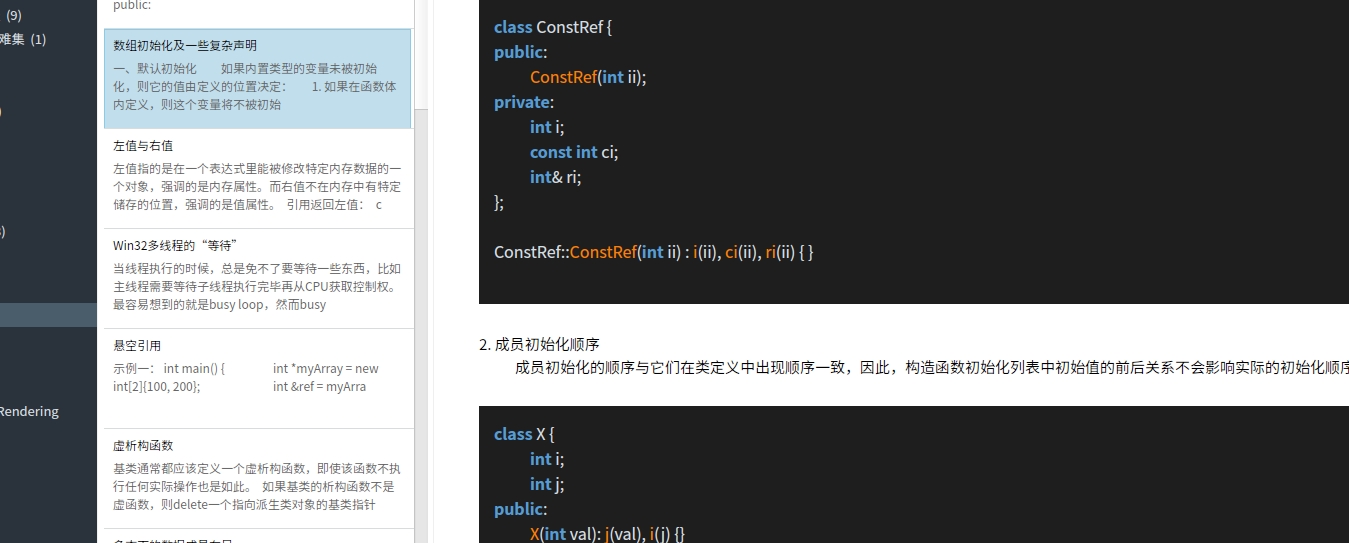 (9)
难集 (1)
)
)
Rendering
public:
数组初始化及一些复杂声明
一、默认初始化 如果内置类型的变量未被初始
化，则它的值由定义的位置决定： 1. 如果在函数体
内定义，则这个变量将不被初始
左值与右值
左值指的是在一个表达式里能被修改特定内存数据的一
个对象，强调的是内存属性。而右值不在内存中有特定
储存的位置，强调的是值属性。 引用返回左值： c
Win32多线程的“等待”
当线程执行的时候，总是免不了要等待一些东西，比如
主线程需要等待子线程执行完毕再从CPU获取控制权。
最容易想到的就是busy loop，然而busy
悬空引用
示例一： int main() { int *myArray = new
int[2]{100, 200}; int &ref = myArra
虚析构函数
基类通常都应该定义一个虚析构函数，即使该函数不执
行任何实际操作也是如此。 如果基类的析构函数不是
虚函数，则delete一个指向派生类对象的基类指针
class ConstRef {
public:
ConstRef(int ii);
private:
int i;
const int ci;
int& ri;
};
ConstRef::ConstRef(int ii) : i(ii), ci(ii), ri(ii) { }
2. 成员初始化顺序
成员初始化的顺序与它们在类定义中出现顺序一致，因此，构造函数初始化列表中初始值的前后关系不会影响实际的初始化顺序
class X {
int i;
int j;
public:
X(int val): j(val), i(j) {}